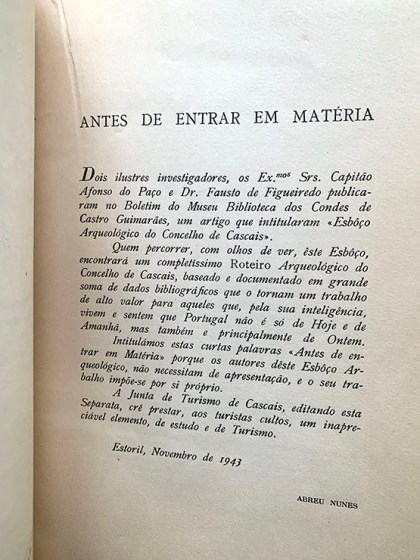 ANTES DE ENTRAR EM MATÉRIA
Dois ilustres investigadores, os Ex.mos Srs. Capitão
Afonso do Paço e Dr. Fausto de Figueiredo publica-
ram no Boletim do Museu Biblioteca dos Condes de
Castro Guimarães, um artigo que intitularam «Esbôço
Arqueológico do Concelho de Cascais».
Quem percorrer, com olhos de ver, êste Esbôço,
encontrará um completíssimo Roteiro Arqueológico do
Concelho de Cascais, baseado e documentado em grande
soma de dados bibliográficos que o tornam um trabalho
de alto valor para aqueles que, pela sua inteligência,
vivem e sentem que Portugal não é só de Hoje e de
Amanhã, mas também e principalmente de Ontem.
Intitulámos estas curtas palavras «Antes de en-
trar em Matéria» porque os autores dêste Esbôço Ar-
queológico, não necessitam de apresentação, e o seu tra-
balho impõe-se por si próprio.
A Junta de Turismo de Cascais, editando esta
Separata, crê prestar, aos turistas cultos, um inapre-
ciável elemento, de estudo e de Turismo.
Estoril, Novembro de 1943
ABREU NUNES